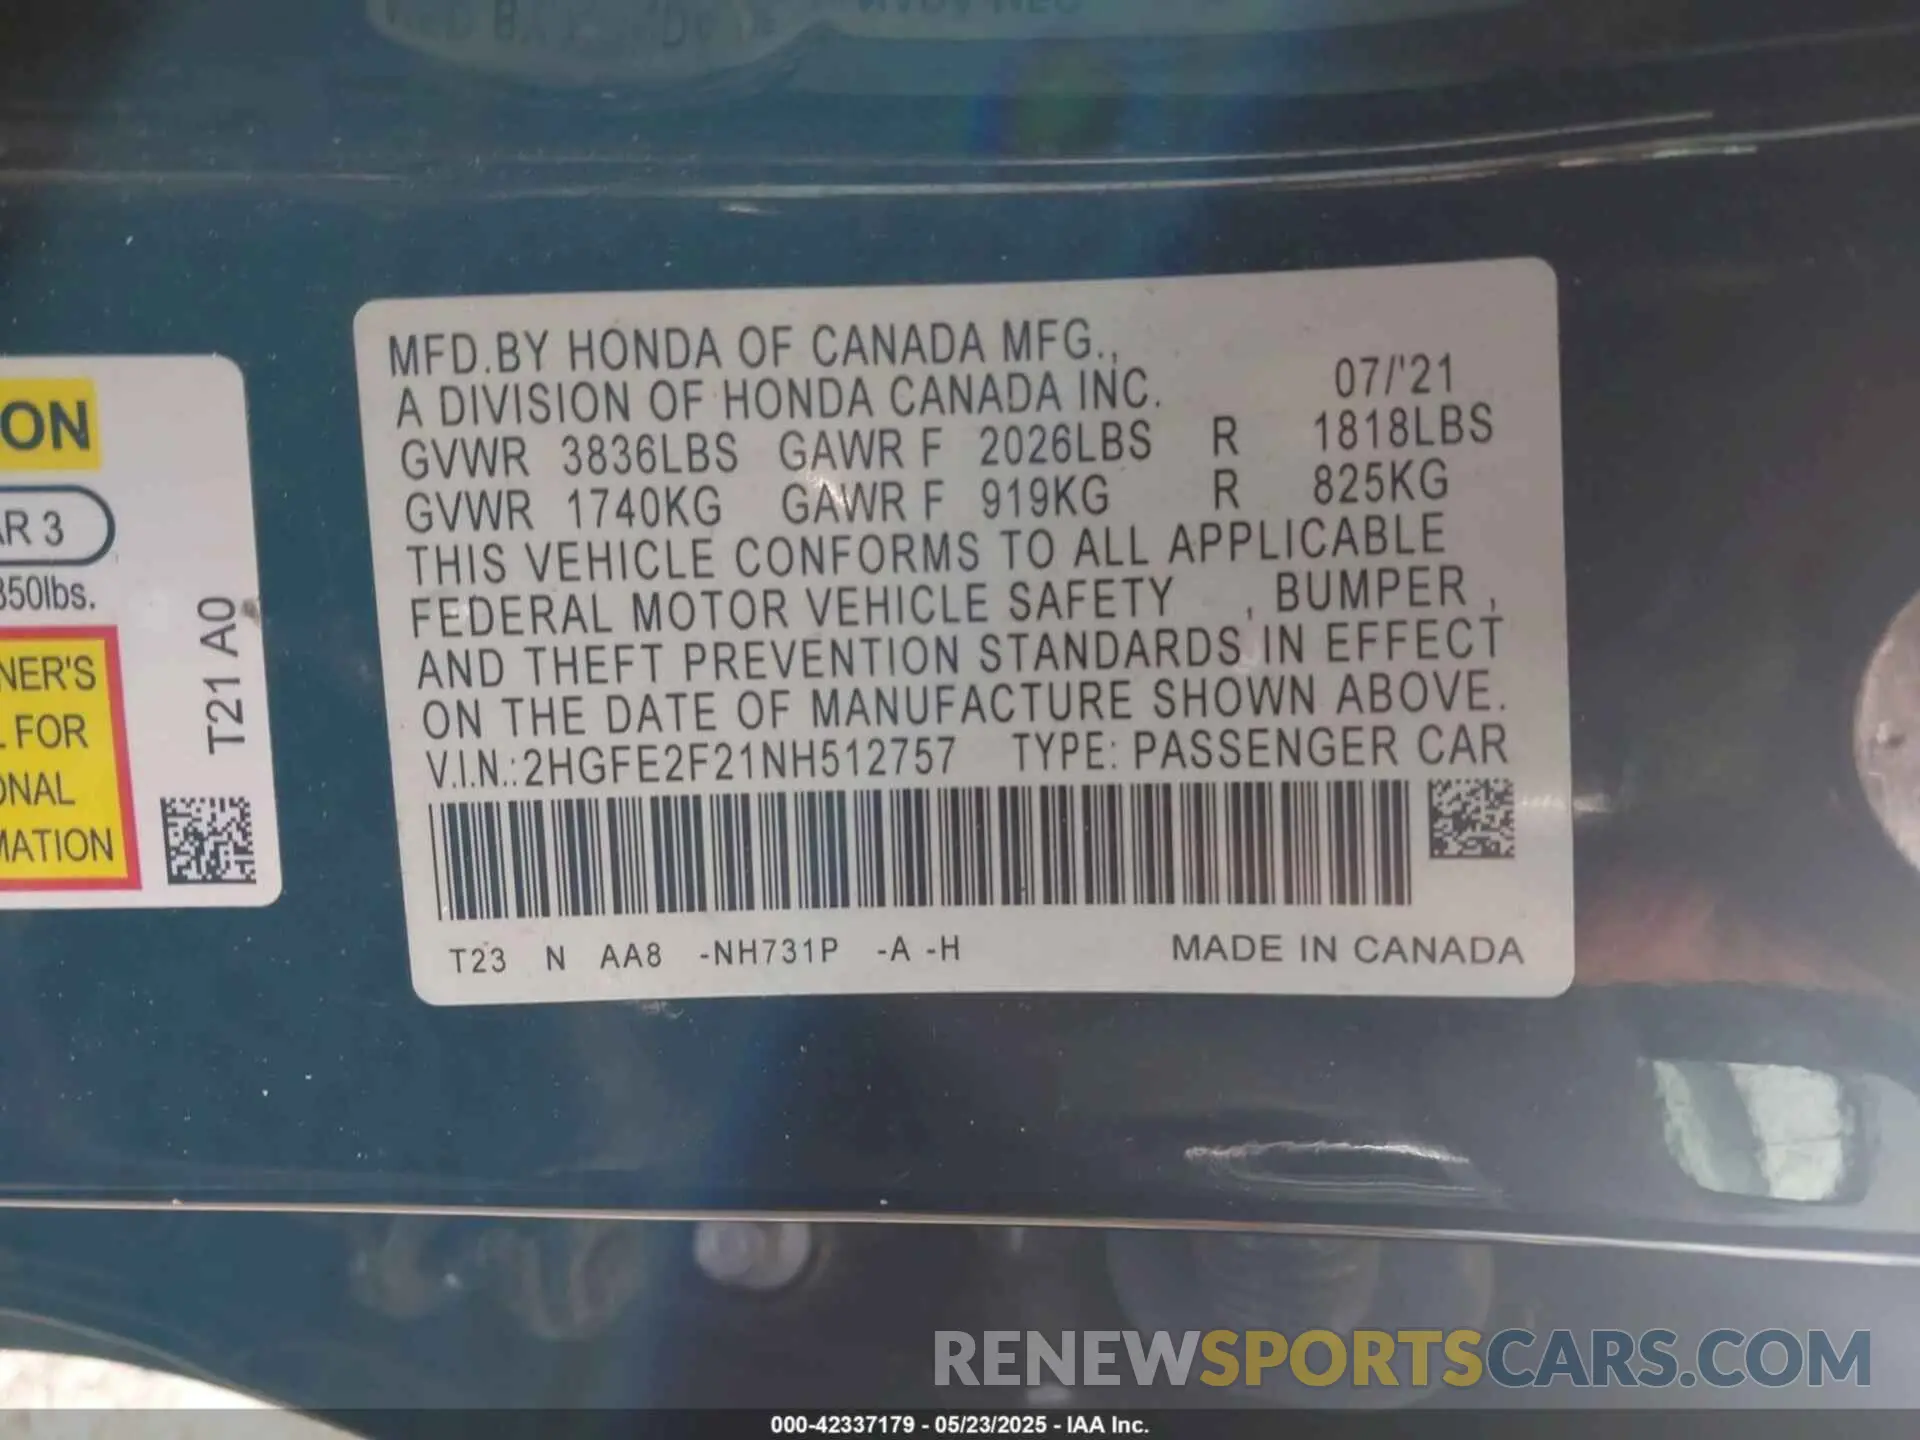 MFD.BY HONDA OF CANADA MFG.,
A DIVISION OF HONDA CANADA INC. 07/'21
GVWR 3836LBS GAWR F 2026LBS R 1818LBS
GVWR 1740KG GAWR F 919KG R 825KG
THIS VEHICLE CONFORMS TO ALL APPLICABLE
FEDERAL MOTOR VEHICLE SAFETY , BUMPER ,
AND THEFT PREVENTION STANDARDS IN EFFECT
ON THE DATE OF MANUFACTURE SHOWN ABOVE.
V.I.N.:2HGFE2F21NH512757 TYPE: PASSENGER CAR
T23 N AA8 -NH731P -A -H MADE IN CANADA
ON
AR 3
350lbs.
NER'S
L FOR
ONAL
MATION
T21 A0
RENEWSPORTSCARS.COM
000-42337179 - 05/23/2025 - IAA Inc.